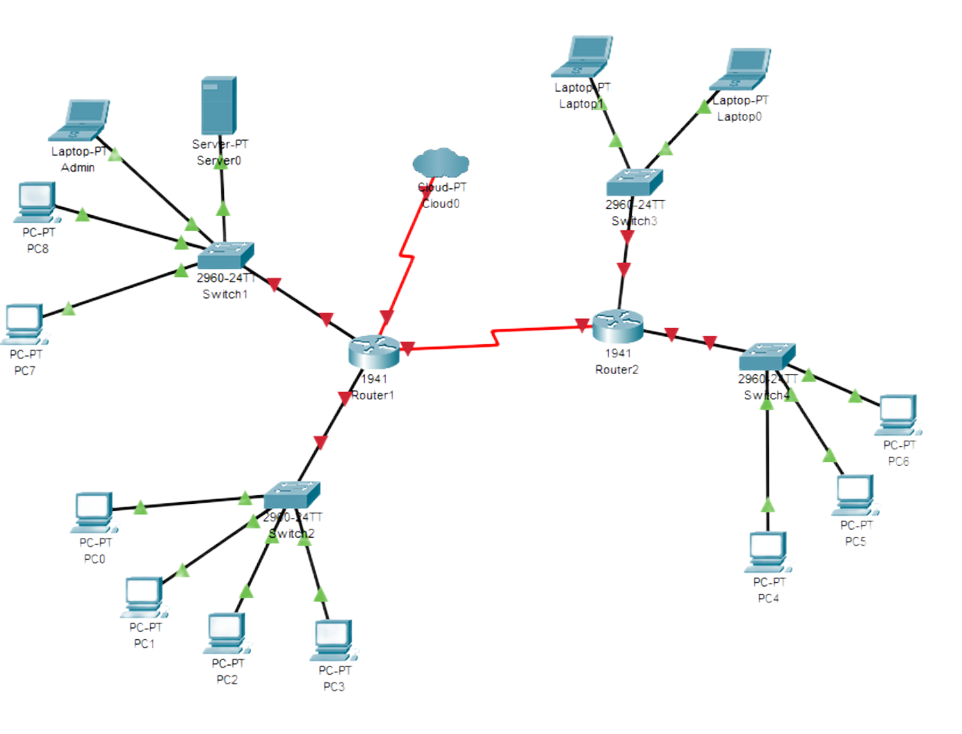 Laptop-PT
Laptop1
Laptop-PT
Laptop0
Server-PT
Server0
Laptop-PT
Admin
Cloud-PT
Cloud0
2960-24TT
Switch3
PC-PT
PC8
2960-24TT
Switch1
PC-PT
PC7
1941
Router2
1941
Router1
2960-24TT
Switch4
PC-PT
PC6
2960-24TT
Switch2
PC-PT
PC5
PC-PT
PC0
PC-PT
PC4
PC-PT
PC1
PC-PT
PC2
PC-PT
PC3